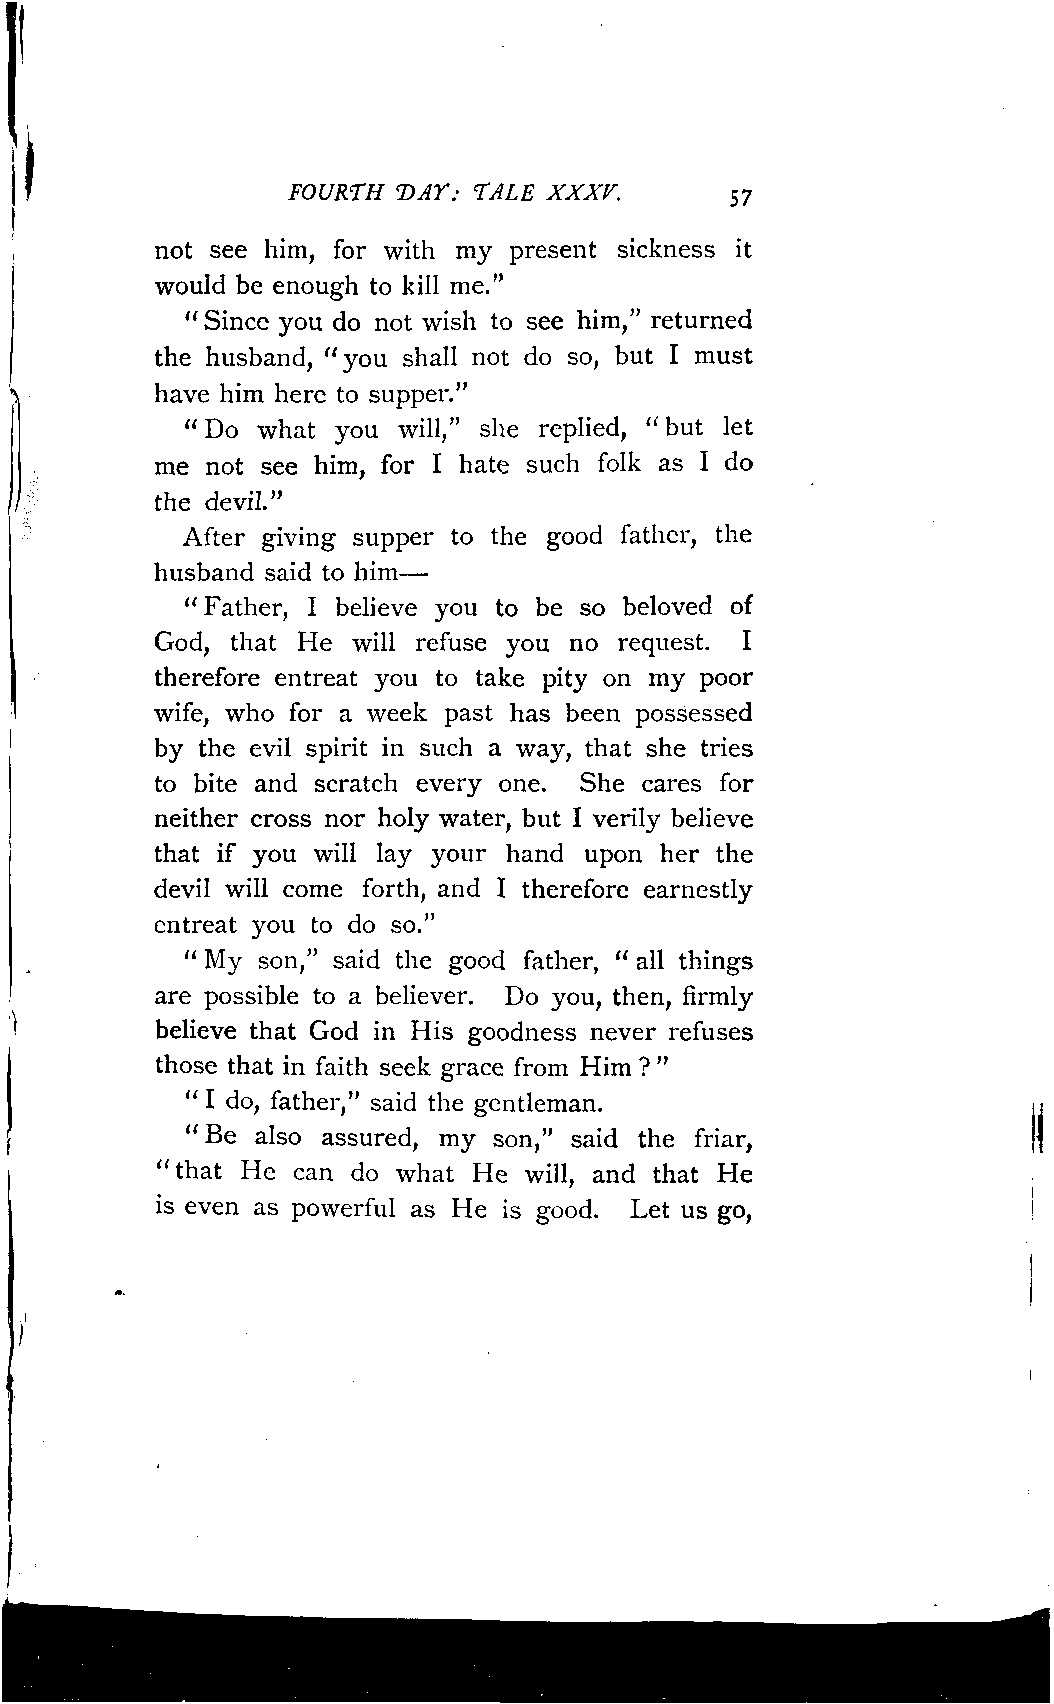 FOURTH DAY: TALE XXXV. 57
not see him, for with my present sickness it
would be enough to kill me."
"Since you do not wish to see him," returned
the husband, "you shall not do so, but I must
have him here to supper."
"Do what you will," she replied, "but let
me not see him, for I hate such folk as I do
the devil."
After giving supper to the good father, the
husband said to him—
"Father, I believe you to be so beloved of
God, that He will refuse you no request. I
therefore entreat you to take pity on my poor
wife, who for a week past has been possessed
by the evil spirit in such a way, that she tries
to bite and scratch every one. She cares for
neither cross nor holy water, but I verily believe
that if you will lay your hand upon her the
devil will come forth, and I therefore earnestly
entreat you to do so."
"My son," said the good father, "all things
are possible to a believer. Do you, then, firmly
believe that God in His goodness never refuses
those that in faith seek grace from Him?"
"I do, father," said the gentleman.
"Be also assured, my son," said the friar,
"that He can do what He will, and that He
is even as powerful as He is good. Let us go,